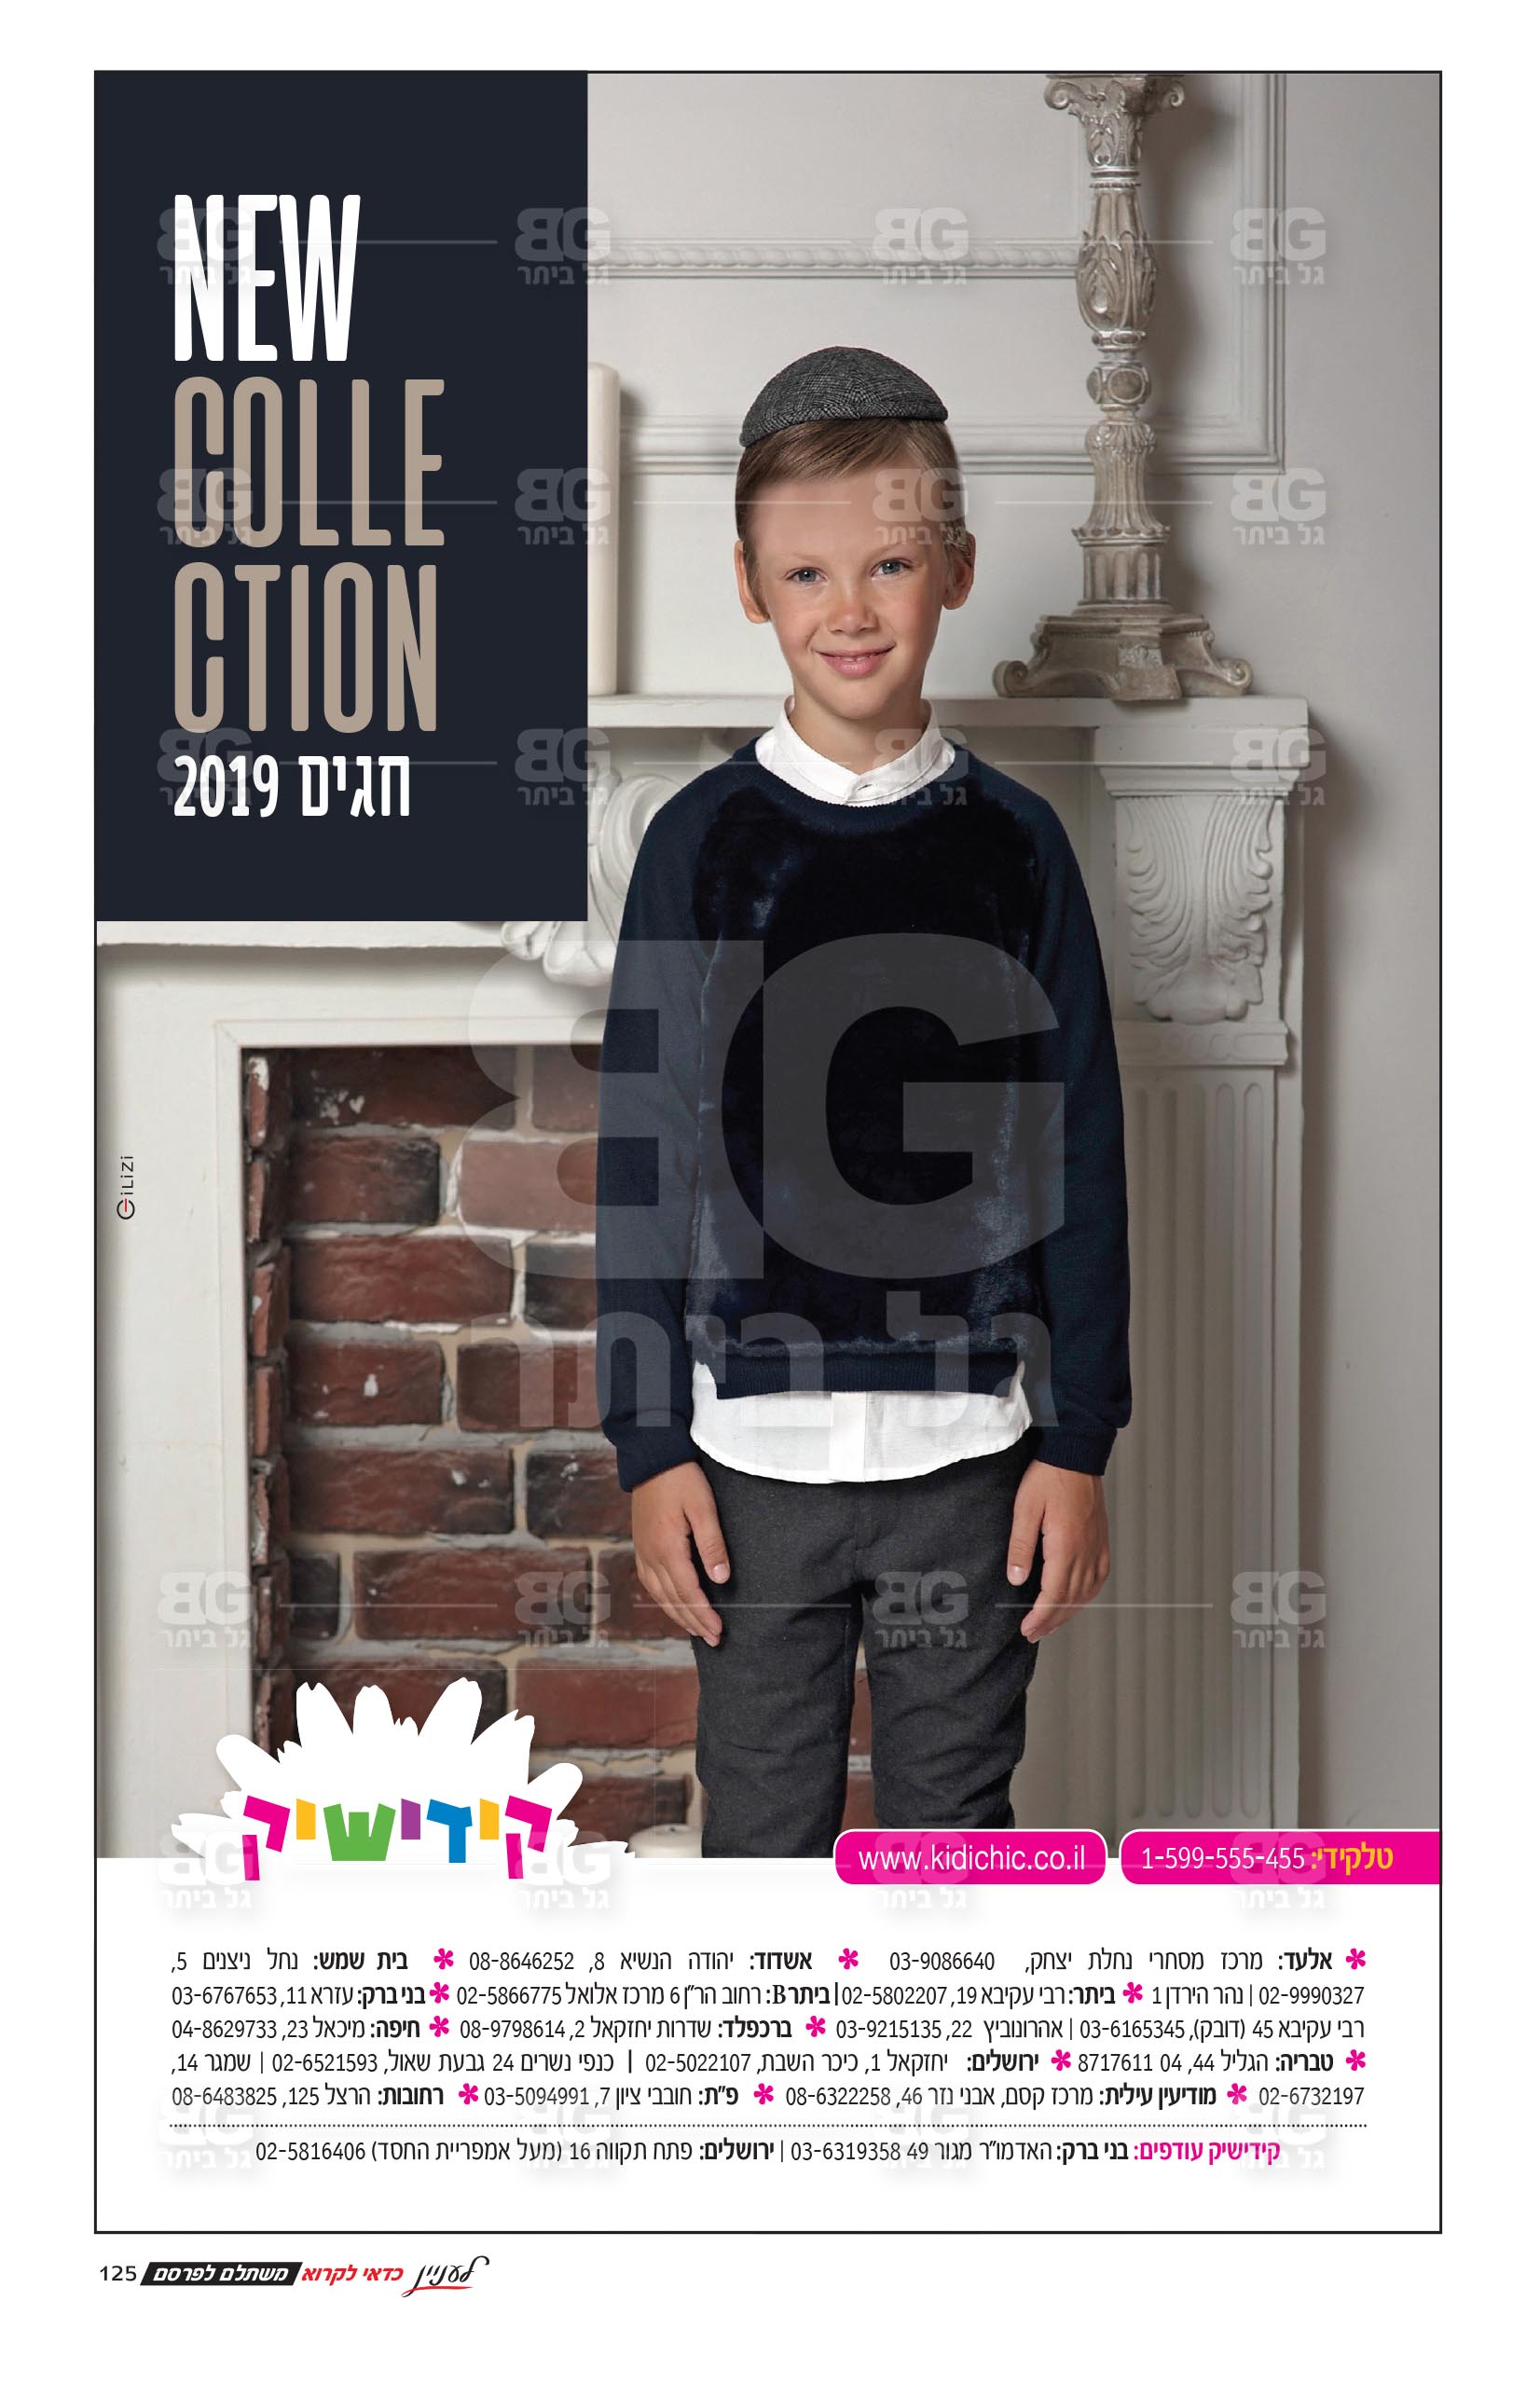 NEW
COLLE
CTION
חגים 2019
GiLiZi
BG
גל ביתר
קידישיק
www.kidichic.co.il
טלקידי: 1-599-555-455
* אלעד: מרכז מסחרי נחלת יצחק, 03-9086640 * אשדוד: יהודה הנשיא 8, 08-8646252 * בית שמש: נחל ניצנים 5,
02-9990327 | נהר הירדן 1 * ביתר: רבי עקיבא 19, 02-5802207 | ביתר B: רחוב הר"ן 6 מרכז אלואל 02-5866775 * בני ברק: עזרא 11, 03-6767653
רבי עקיבא 45 (דובק), 03-6165345 | אהרונוביץ 22, 03-9215135 * ברכפלד: שדרות יחזקאל 2, 08-9798614 * חיפה: מיכאל 23, 04-8629733
* טבריה: הגליל 44, 04 8717611 * ירושלים: יחזקאל 1, כיכר השבת, 02-5022107 | כנפי נשרים 24 גבעת שאול, 02-6521593 | שמגר 14,
02-6732197 * מודיעין עילית: מרכז קסם, אבני נזר 46, 08-6322258 * פ"ת: חובבי ציון 7, 03-5094991 * רחובות: הרצל 125, 08-6483825
קידישיק עודפים: בני ברק: האדמו"ר מגור 49 03-6319358 | ירושלים: פתח תקווה 16 (מעל אמפריית החסד) 02-5816406
לעניין כדאי לקרוא משתלם לפרסם 125